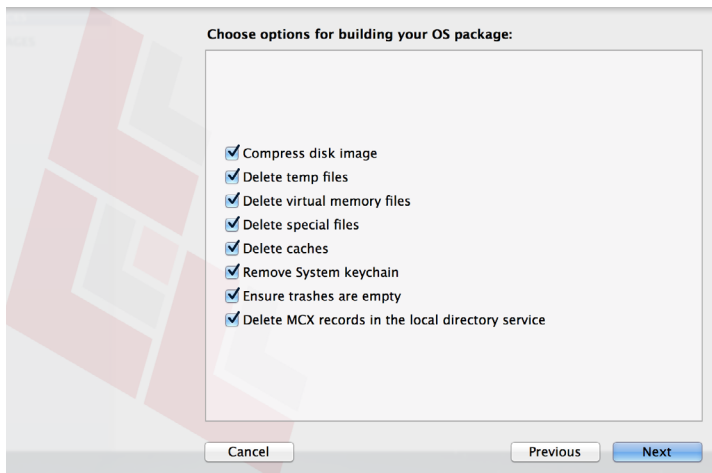 Choose options for building your OS package:
Compress disk image
Delete temp files
Delete virtual memory files
Delete special files
Delete caches
Remove System keychain
Ensure trashes are empty
Delete MCX records in the local directory service
Cancel
Previous
Next